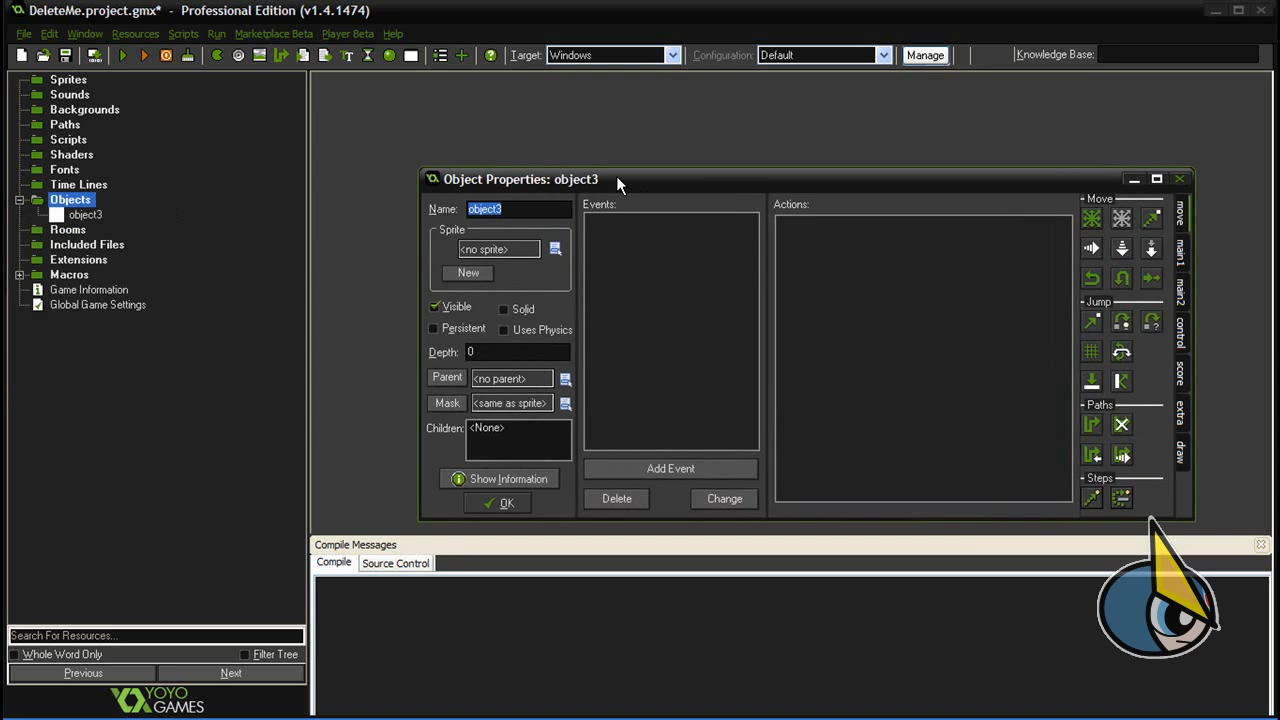 DeleteMe.project.gmx* - Professional Edition (v1.4.1474)
File Edit Window Resources Scripts Run Marketplace Beta Player Beta Help
Target: Windows Configuration: Default Manage Knowledge Base:
Sprites
Sounds
Backgrounds
Paths
Scripts
Shaders
Fonts
Time Lines
Objects
object3
Rooms
Included Files
Extensions
Macros
Game Information
Global Game Settings
Search For Resources...
Whole Word Only Filter Tree
Previous Next
YOYO
GAMES
Object Properties: object3
Name: object3
Sprite
<no sprite>
New
Visible Solid
Persistent Uses Physics
Depth: 0
Parent <no parent>
Mask <same as sprite>
Children: <None>
Show Information
OK
Events:
Add Event
Delete Change
Actions:
Move
Jump
Paths
Steps
move
main1
main2
control
score
extra
draw
Compile Messages
Compile Source Control